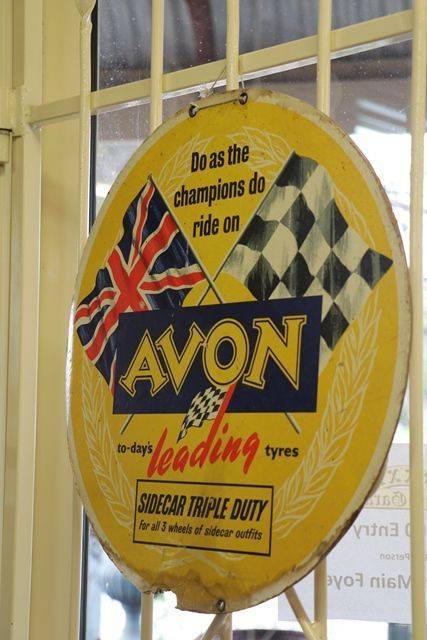 Do as the
champions do
ride on
AVON
to-day's leading tyres
SIDECAR TRIPLE DUTY
For all 3 wheels of sidecar outfits
Entry
Person
Main Foye